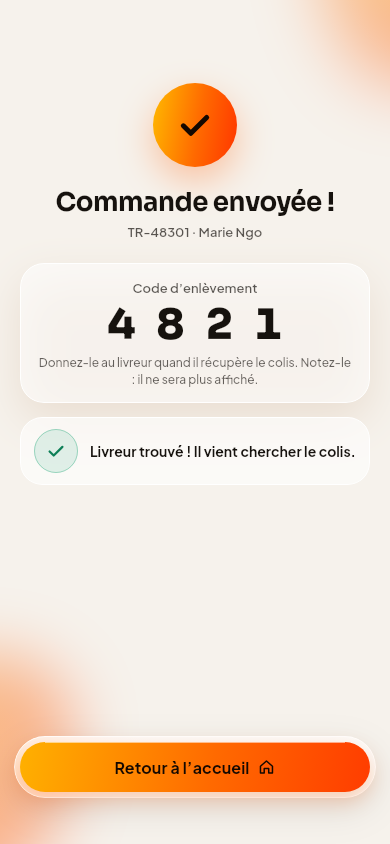 Commande envoyée !
TR-48301 · Marie Ngo
Code d’enlèvement
4 8 2 1
Donnez-le au livreur quand il récupère le colis. Notez-le
: il ne sera plus affiché.
Livreur trouvé ! Il vient chercher le colis.
Retour à l’accueil